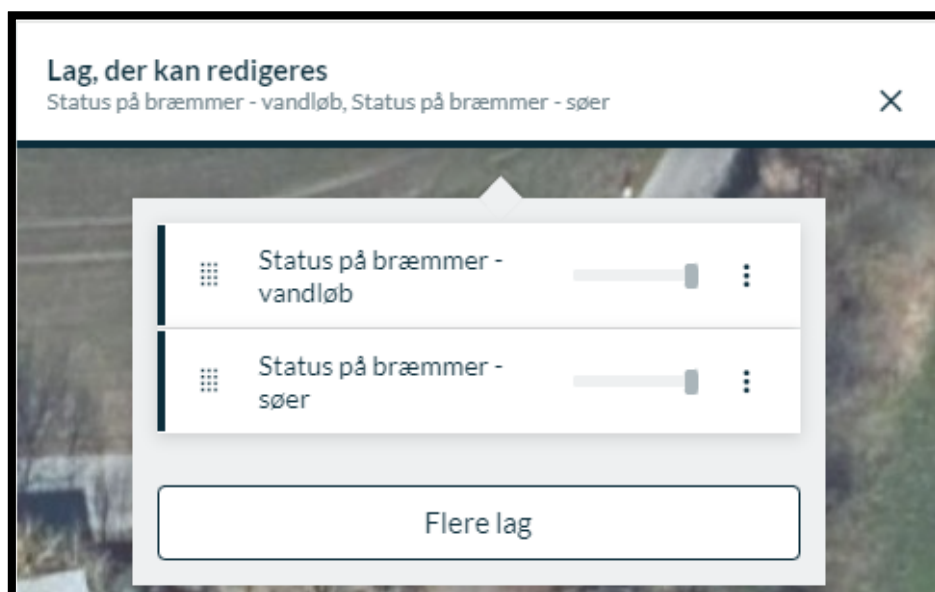 Lag, der kan redigeres
Status på bræmmer - vandløb, Status på bræmmer - søer
Status på bræmmer -
vandløb
Status på bræmmer -
søer
Flere lag